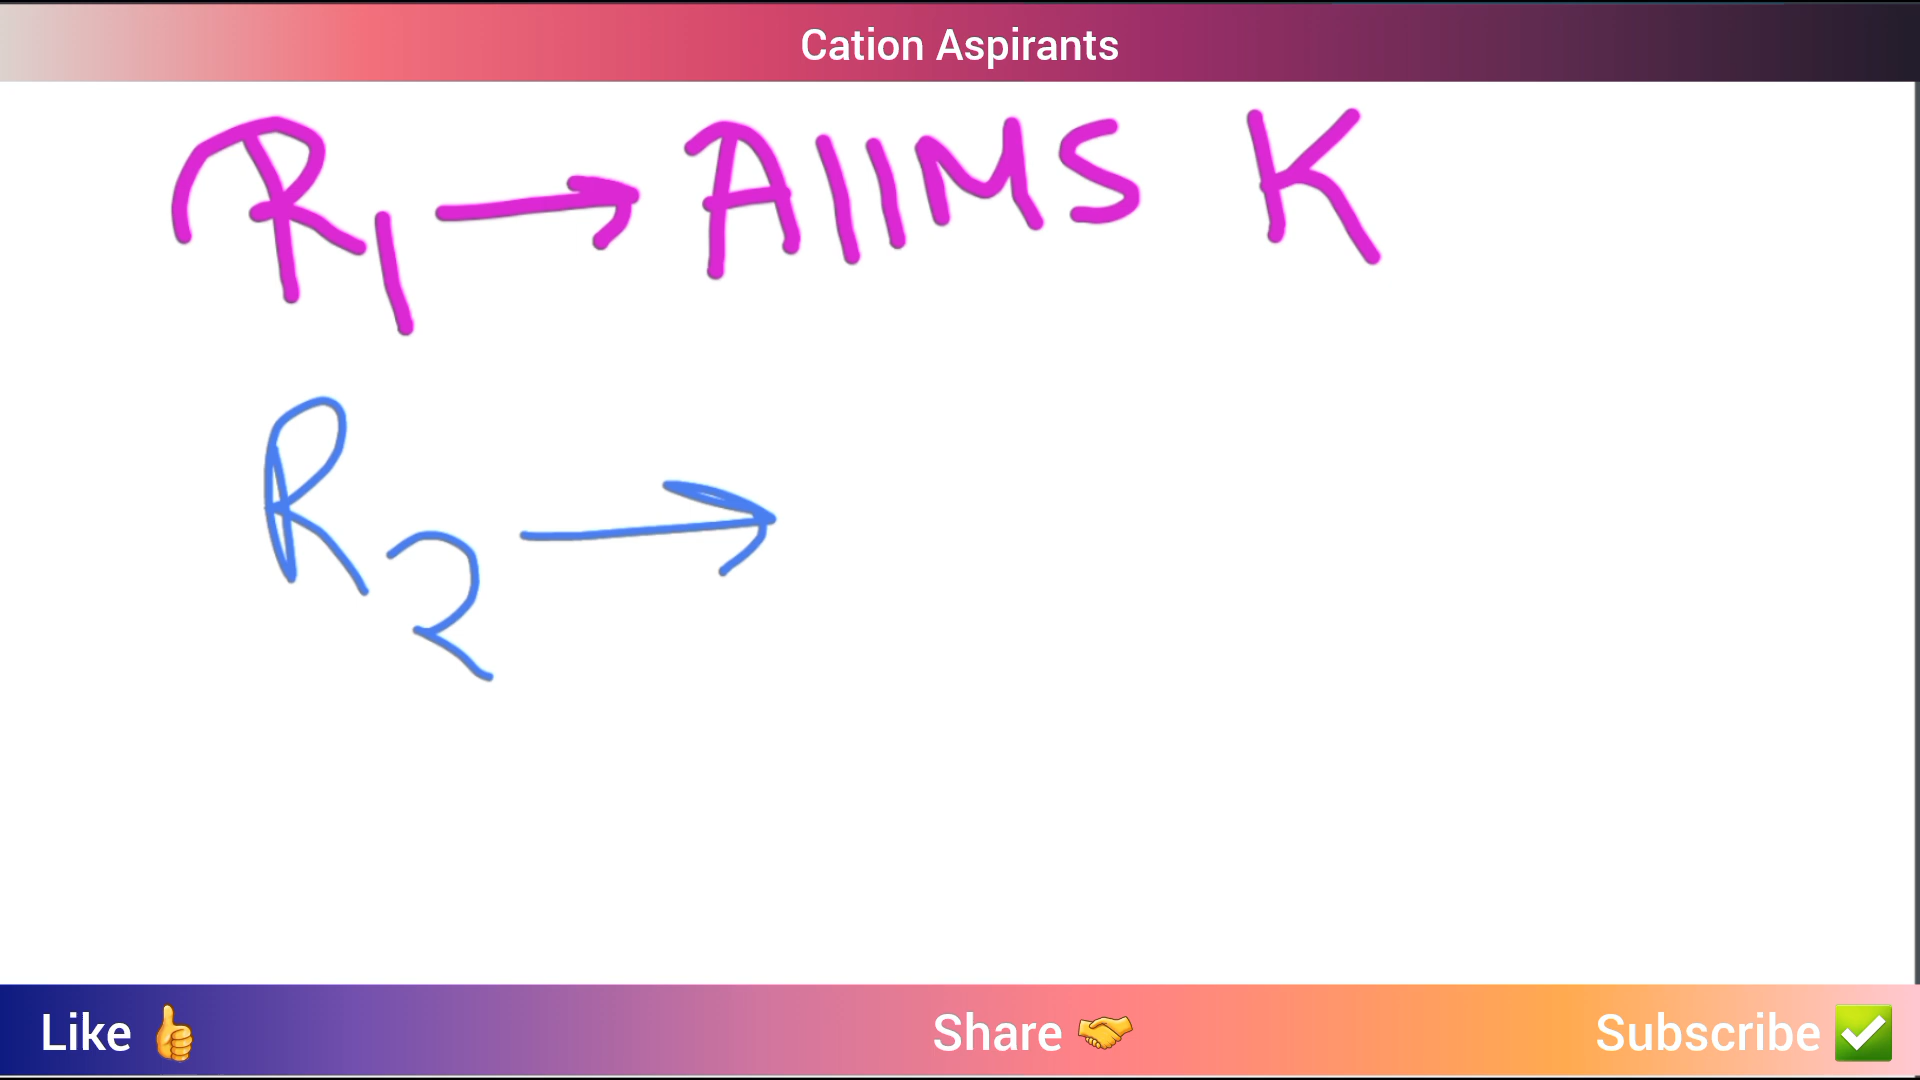 Cation Aspirants
R1 → AIIMS K
R2 →
Like 👍
Share 🤝
Subscribe ✅